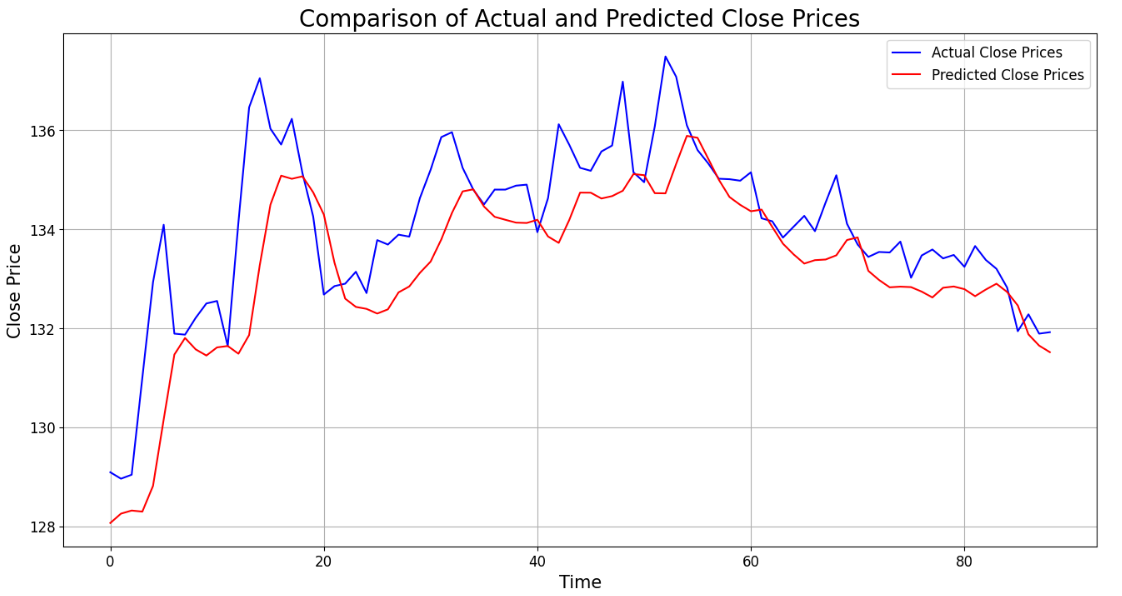 Comparison of Actual and Predicted Close Prices
Actual Close Prices
Predicted Close Prices
Close Price
136
134
132
130
128
0 20 40 60 80
Time